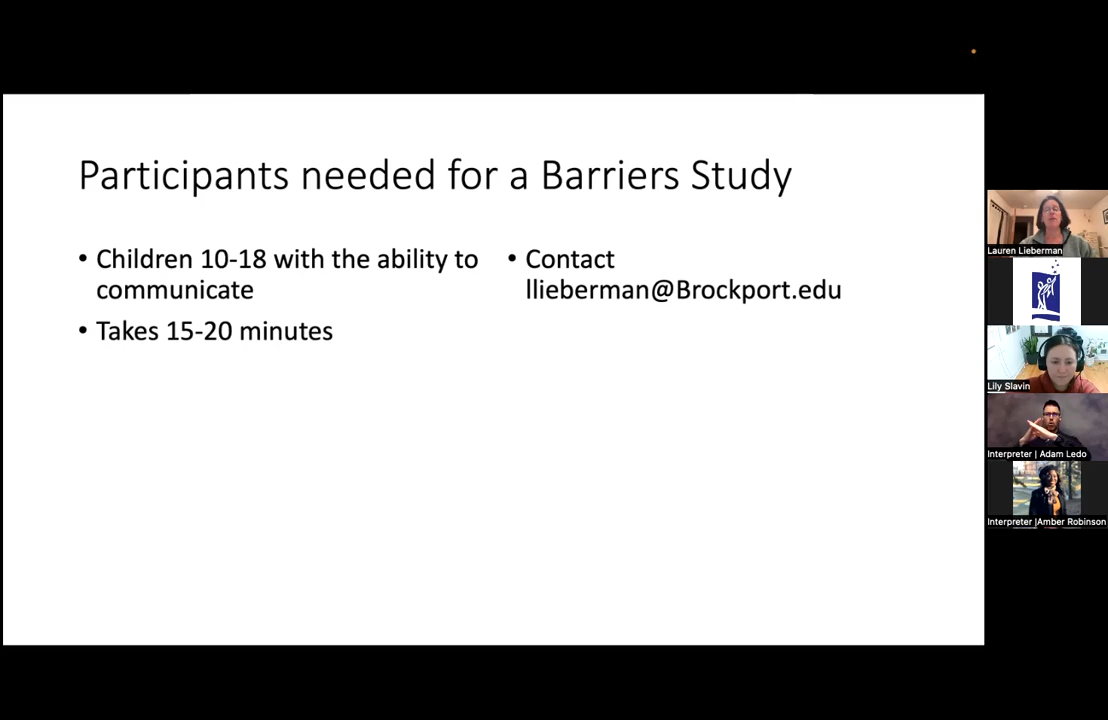 Participants needed for a Barriers Study
• Children 10-18 with the ability to
communicate
• Takes 15-20 minutes
• Contact
llieberman@Brockport.edu
Lauren Lieberman
Lily Slavin
Interpreter | Adam Ledo
Interpreter |Amber Robinson